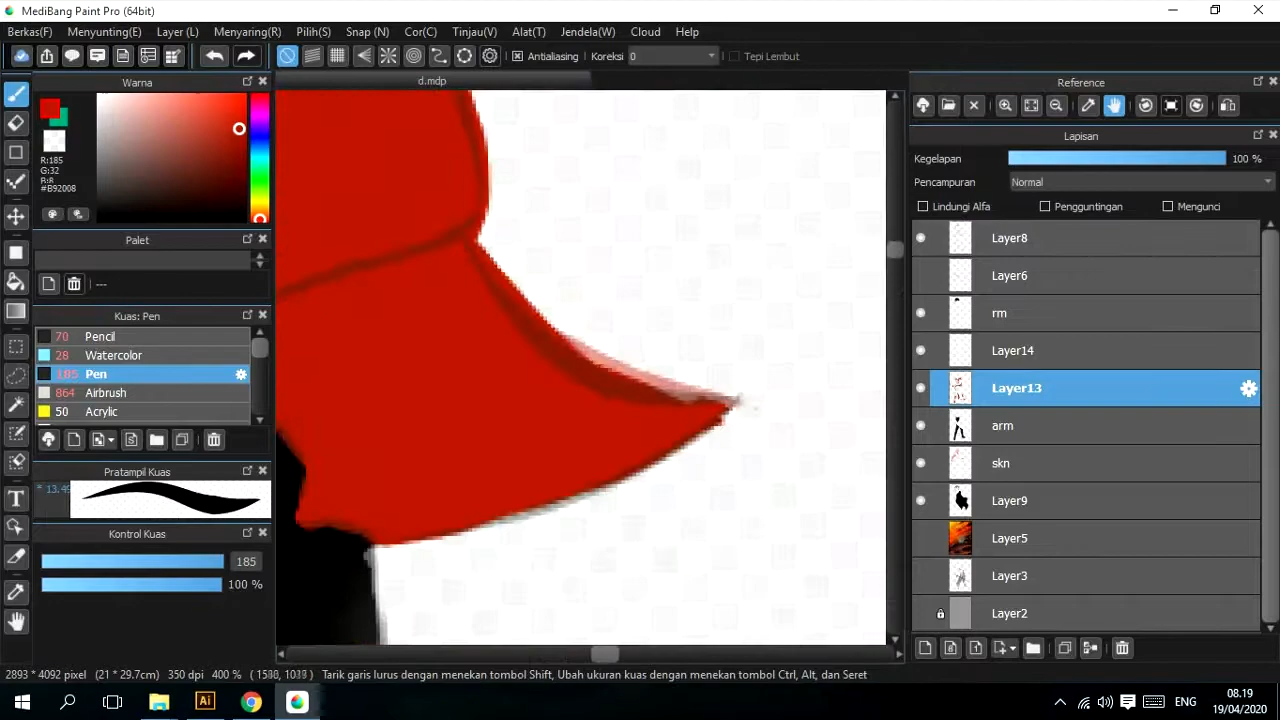 MediBang Paint Pro (64bit)
Berkas(F) Menyunting(E) Layer (L) Menyaring(R) Pilih(S) Snap (N) Cor(C) Tinjau(V) Alat(T) Jendela(W) Cloud Help
Antialiasing Koreksi 0 Tepi Lembut
Warna
R:185
G:32
B:8
#B92008
Palet
---
Kuas: Pen
70 Pencil
28 Watercolor
185 Pen
864 Airbrush
50 Acrylic
Pratampil Kuas
* 13.49
Kontrol Kuas
185
100 %
d.mdp
Reference
Lapisan
Kegelapan 100 %
Pencampuran Normal
Lindungi Alfa Pengguntingan Mengunci
Layer8
Layer6
rm
Layer14
Layer13
arm
skn
Layer9
Layer5
Layer3
Layer2
2893 * 4092 pixel (21 * 29.7cm) 350 dpi 400 % Tarik garis lurus dengan menekan tombol Shift, Ubah ukuran kuas dengan menekan tombol Ctrl, Alt, dan Seret
Ai
ENG
08.19
19/04/2020